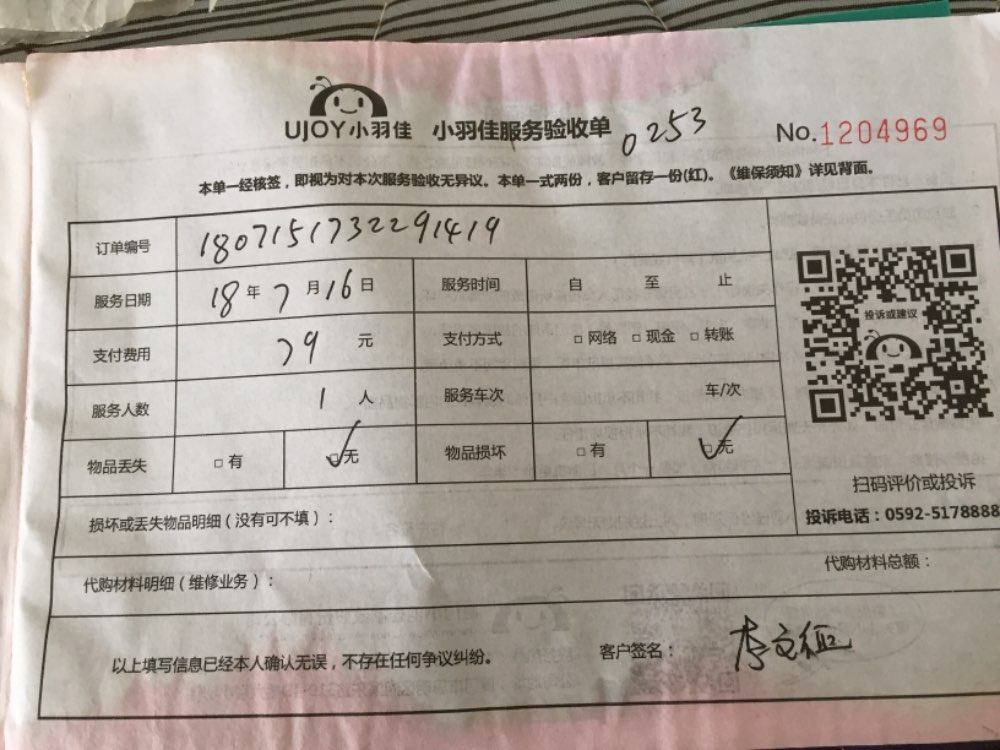 UJOY小羽佳 小羽佳服务验收单 0253 No.1204969
本单一经核签，即视为对本次服务验收无异议。本单一式两份，客户留存一份(红)。《维保须知》详见背面。
订单编号 180715173229 1419
服务日期 18年7月16日 服务时间 自 至 止
支付费用 79 元 支付方式 □网络 □现金 □转账
投诉或建议
服务人数 1 人 服务车次 车/次
物品丢失 □有 □无 物品损坏 □有 □无
扫码评价或投诉
损坏或丢失物品明细（没有可不填）：
投诉电话：0592-5178888
代购材料明细（维修业务）： 代购材料总额：
以上填写信息已经本人确认无误，不存在任何争议纠纷。 客户签名：